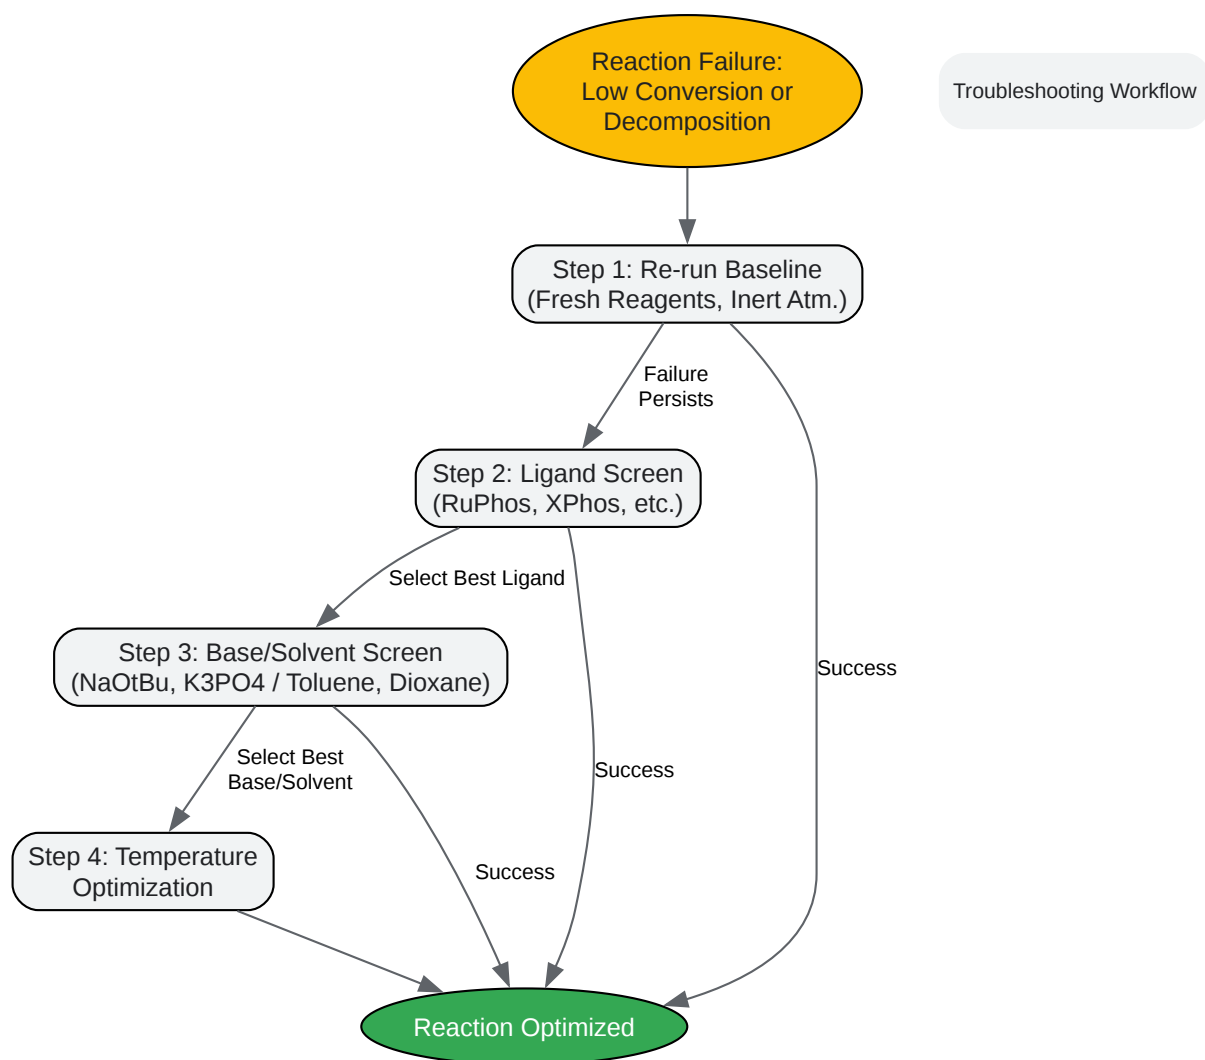 Reaction Failure:
Low Conversion or
Decomposition
Troubleshooting Workflow
Step 1: Re-run Baseline
(Fresh Reagents, Inert Atm.)
Failure
Persists
Step 2: Ligand Screen
(RuPhos, XPhos, etc.)
Select Best Ligand
Step 3: Base/Solvent Screen
(NaOtBu, K3PO4 / Toluene, Dioxane)
Success
Select Best
Base/Solvent
Success
Step 4: Temperature
Optimization
Success
Reaction Optimized